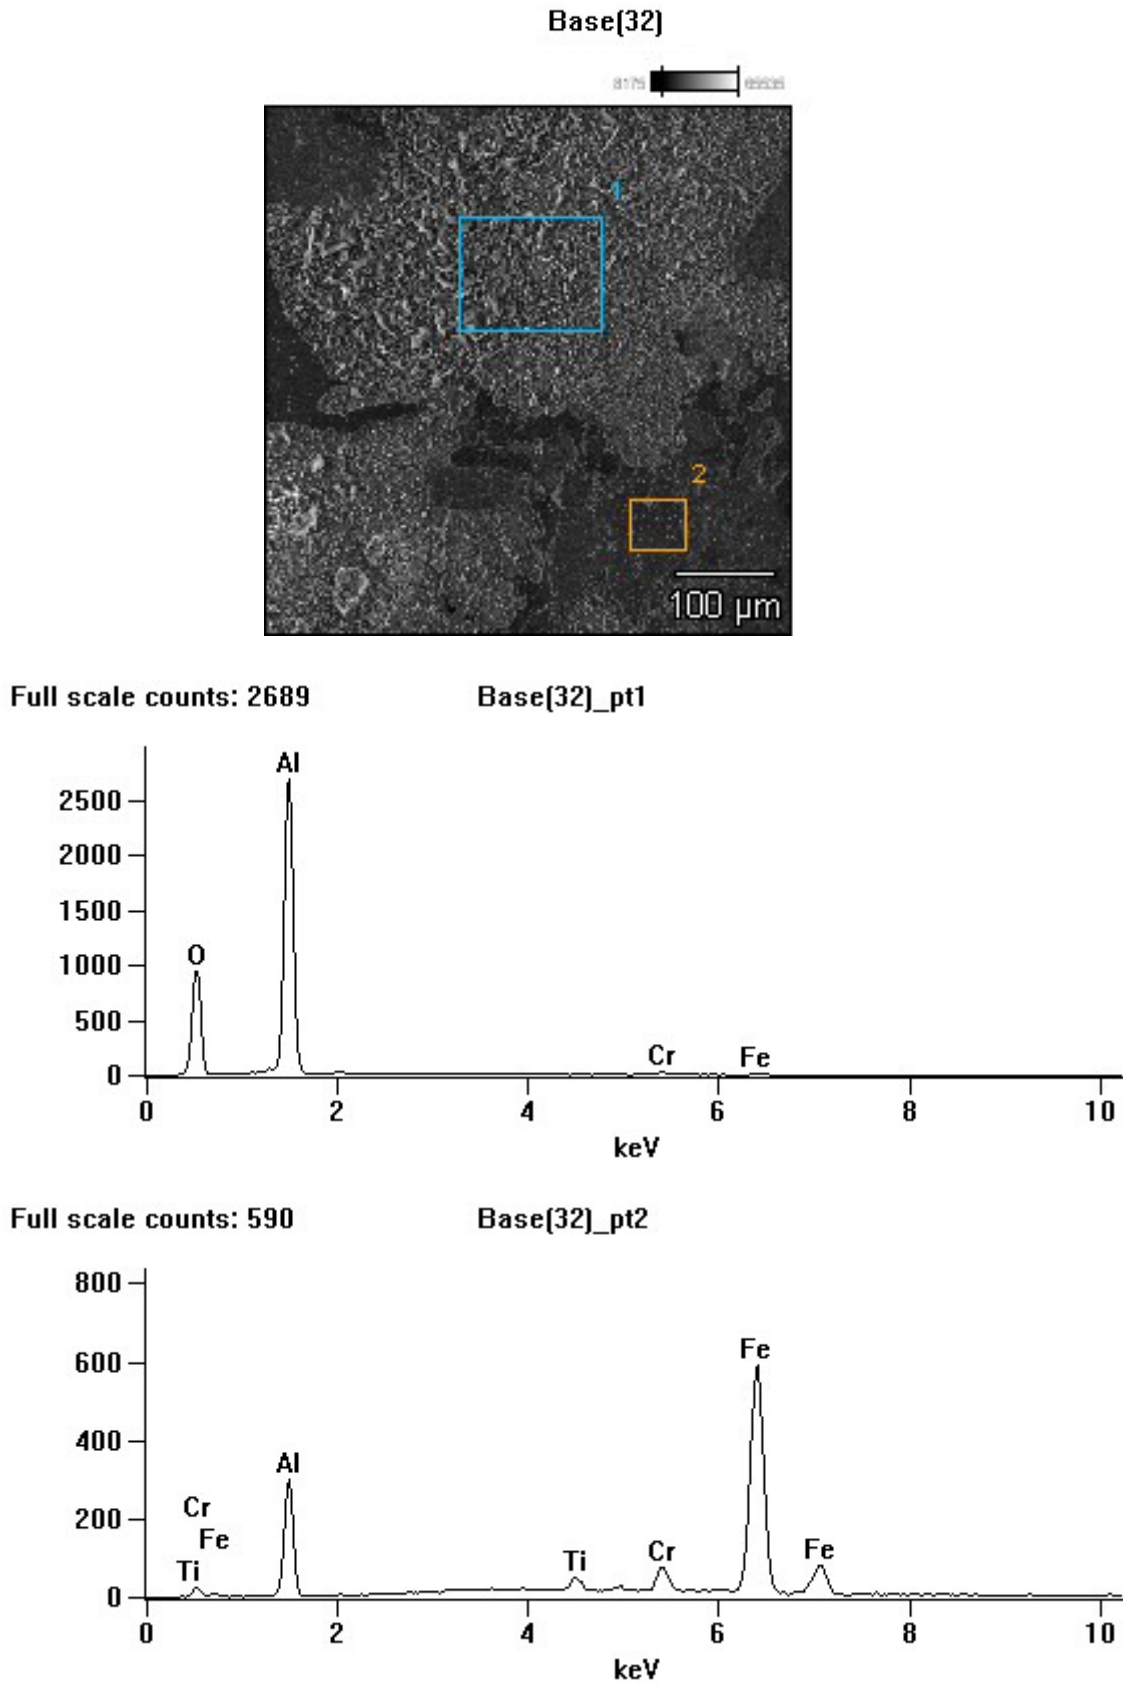 Base(32)
8175 65535
1
2
100 µm
Full scale counts: 2689 Base(32)_pt1
Al
2500
2000
1500
O
1000
500
Cr Fe
0
0 2 4 6 8 10
keV
Full scale counts: 590 Base(32)_pt2
800
Fe
600
400
Al
Cr
200
Fe
Ti Ti Cr Fe
0
0 2 4 6 8 10
keV